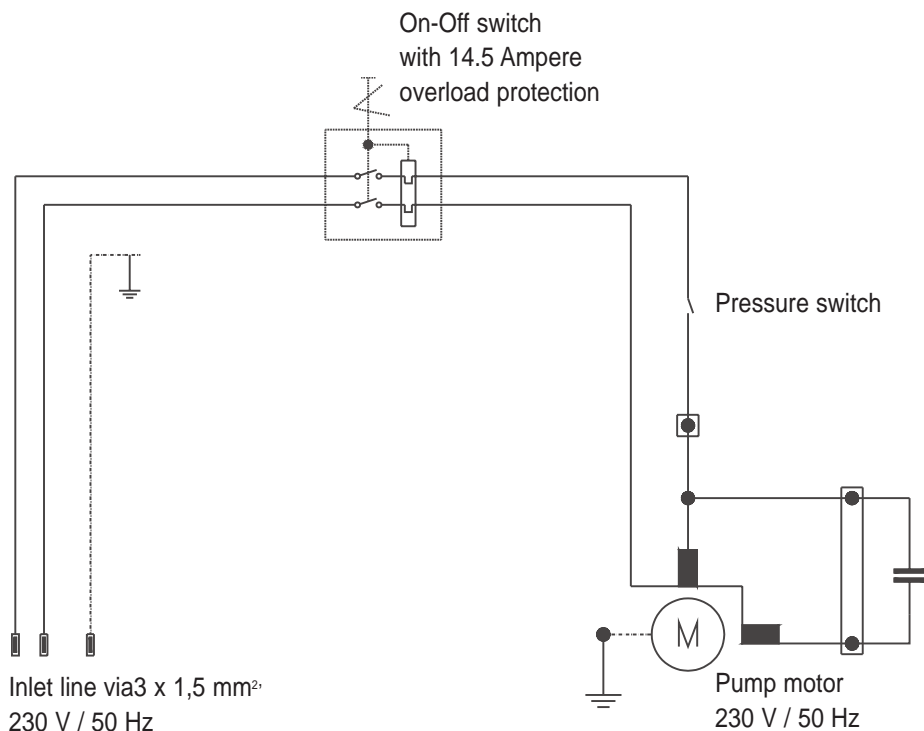 On-Off switch
with 14.5 Ampere
overload protection
Pressure switch
M
Inlet line via3 x 1,5 mm²,
230 V / 50 Hz
Pump motor
230 V / 50 Hz